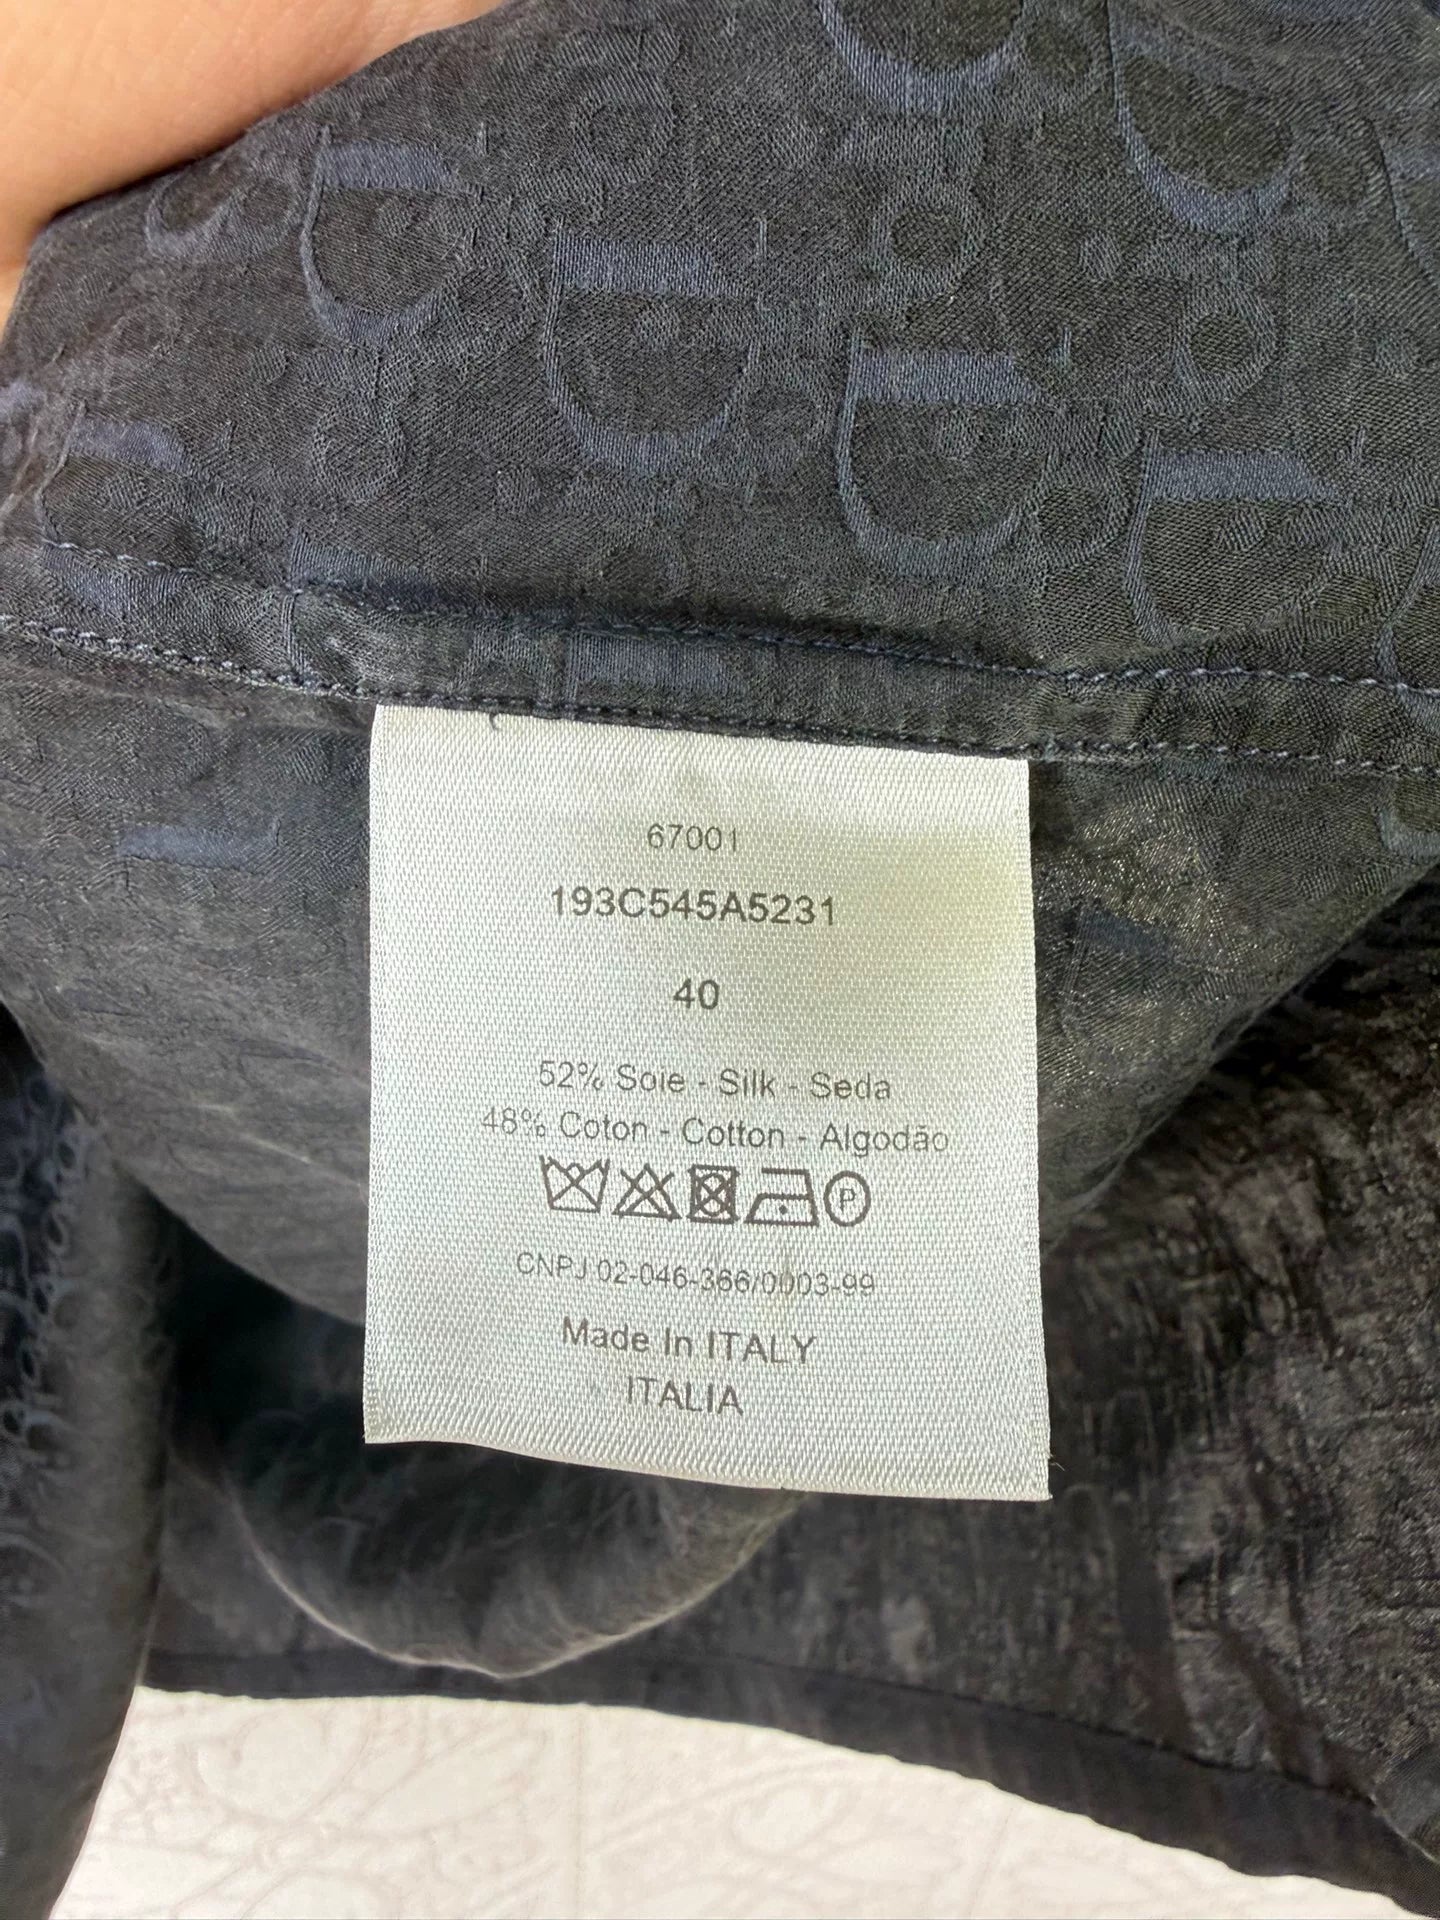 67001
193C545A5231
40
52% Soie - Silk - Seda
48% Coton - Cotton - Algodão
P
CNPJ 02-046-366/0003-99
Made In ITALY
ITALIA